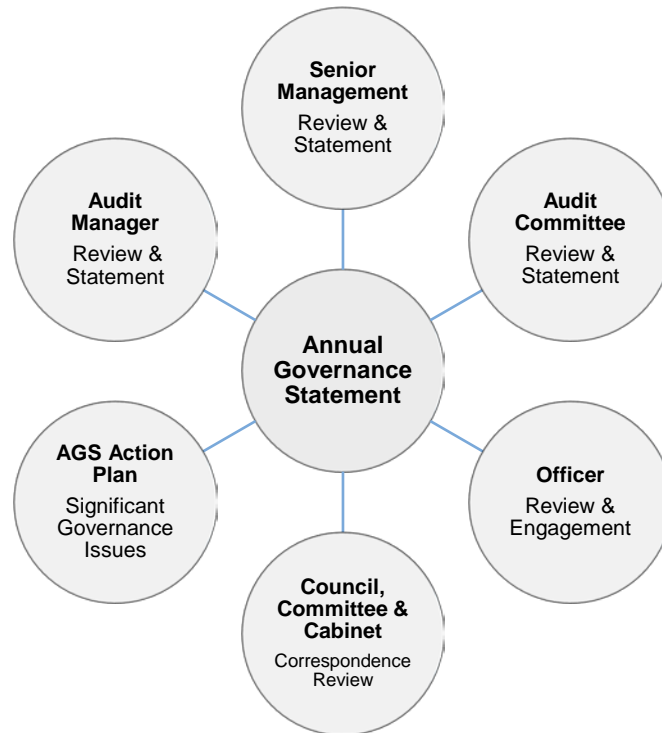 Senior
Management
Review &
Statement
Audit
Manager
Review &
Statement
Audit
Committee
Review &
Statement
Annual
Governance
Statement
AGS Action
Plan
Significant
Governance
Issues
Officer
Review &
Engagement
Council,
Committee &
Cabinet
Correspondence
Review